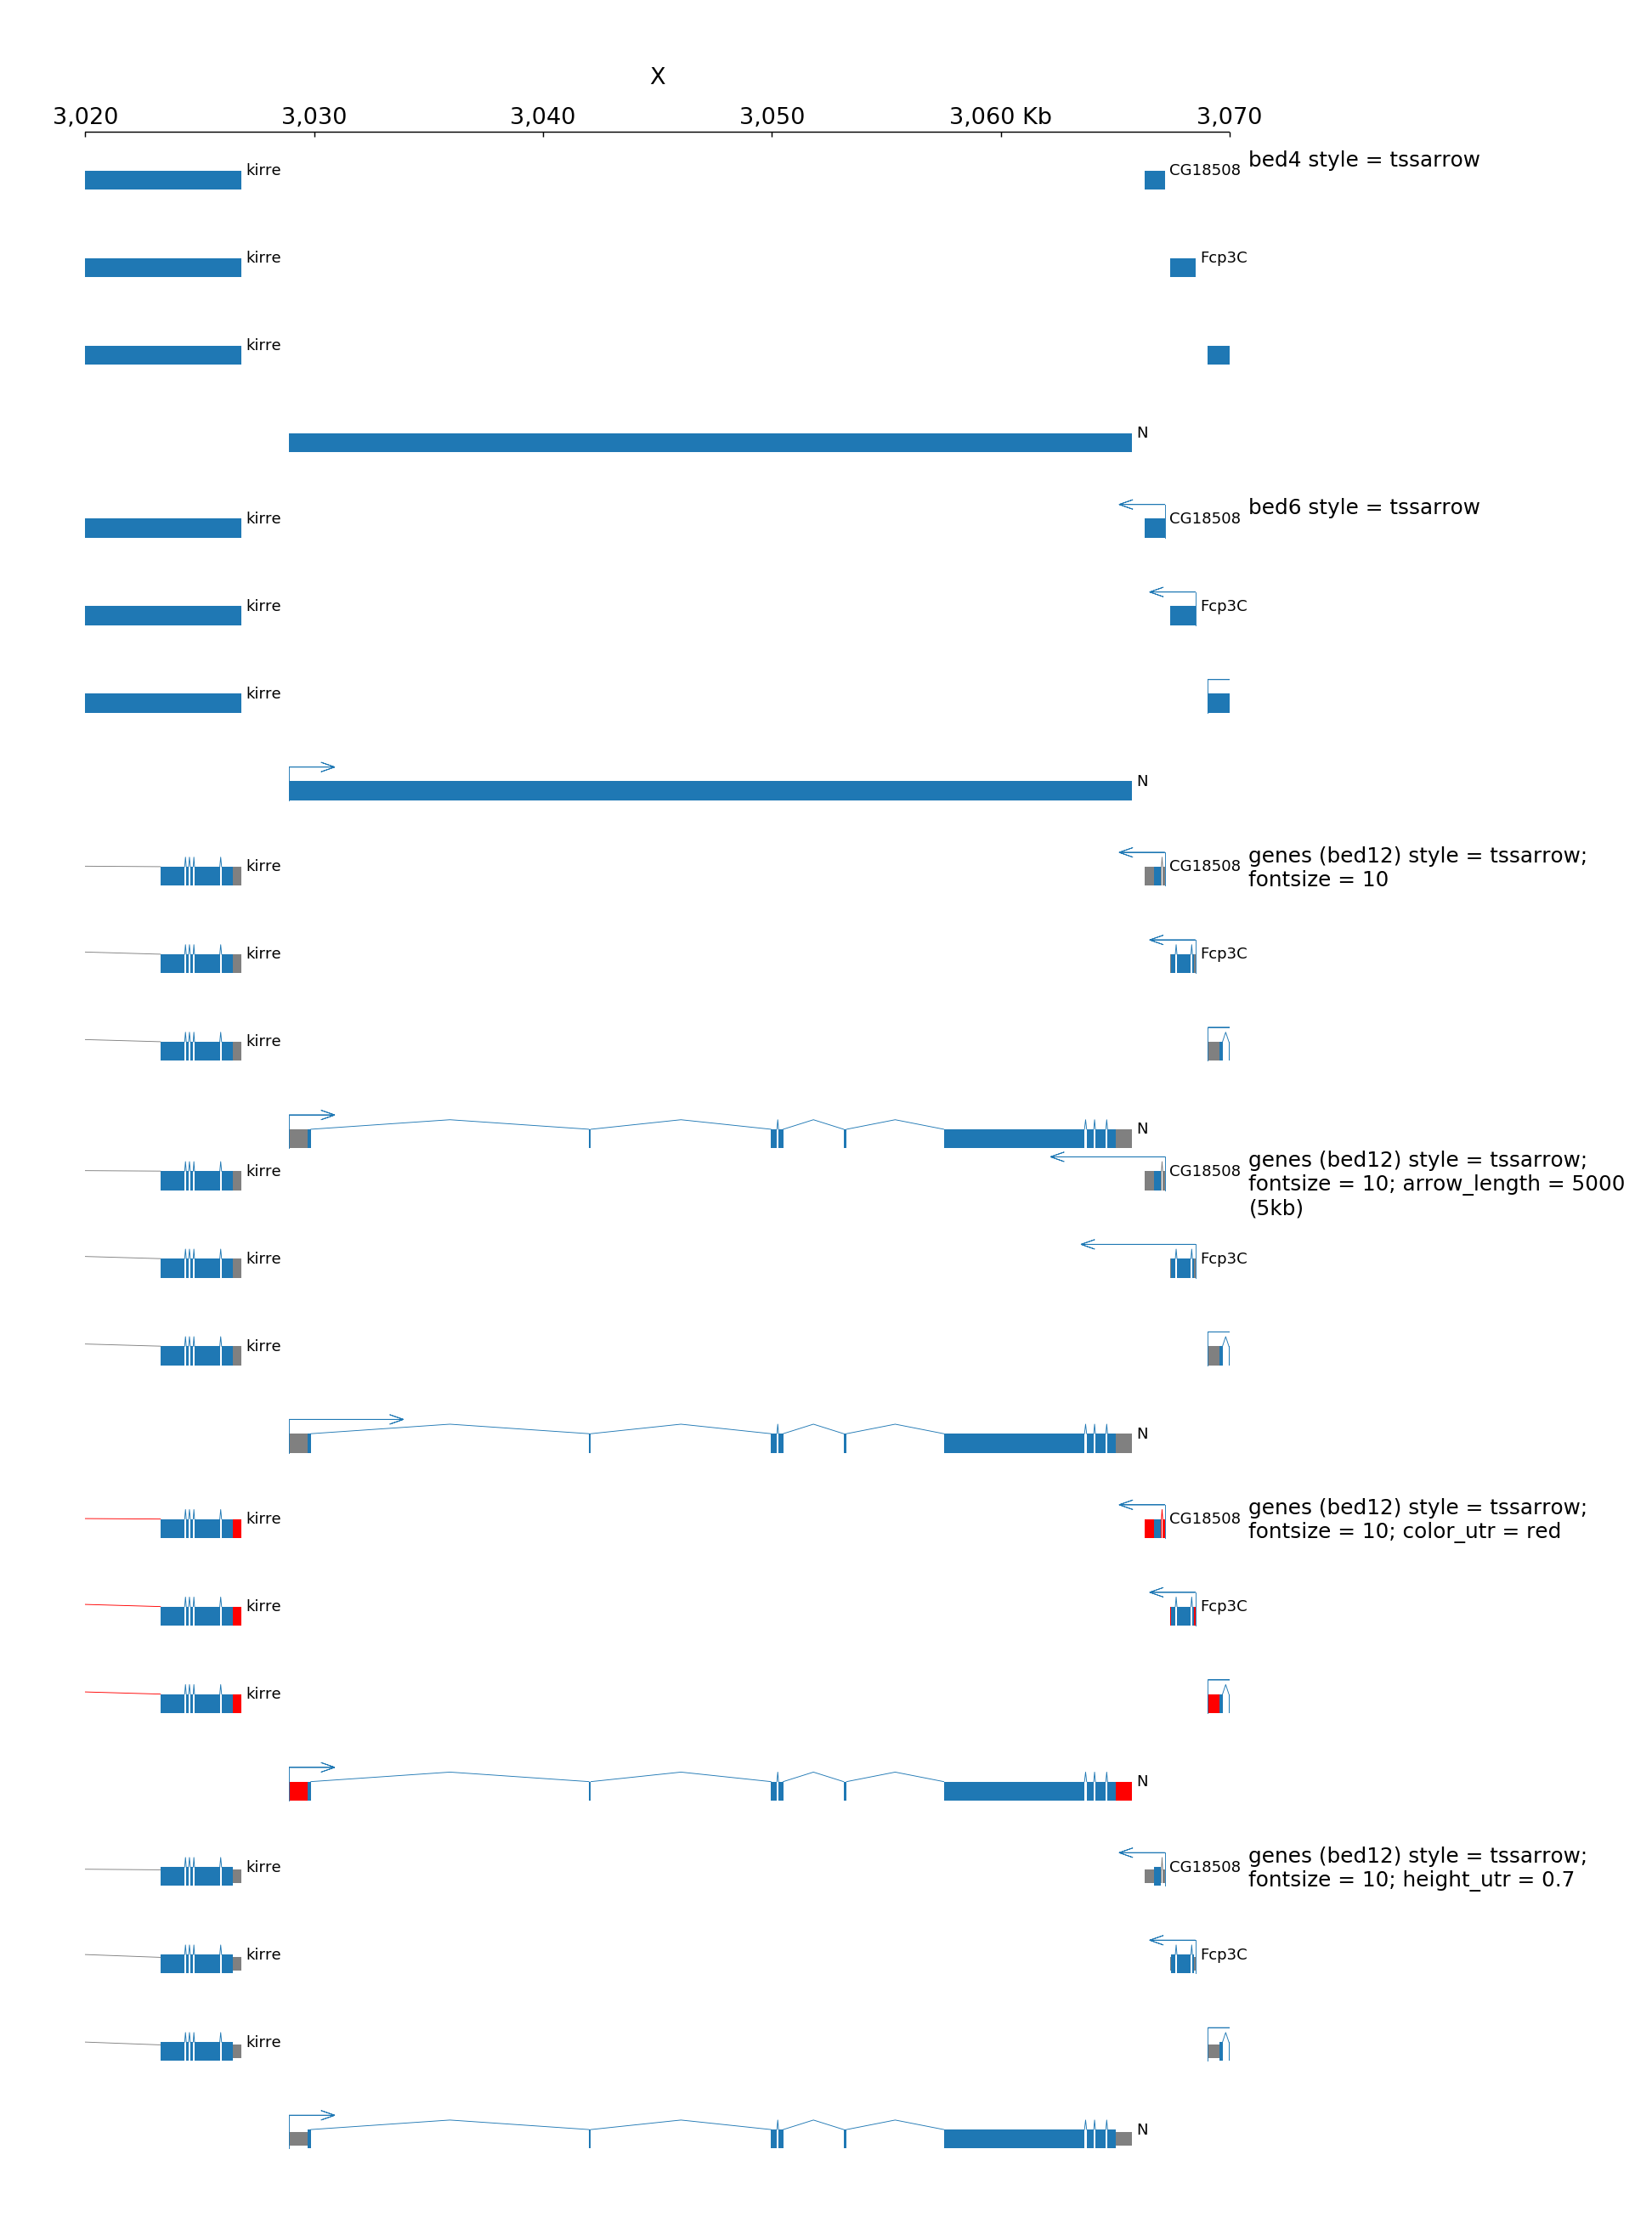 X
3,020 3,030 3,040 3,050 3,060 Kb 3,070
kirre CG18508 bed4 style = tssarrow
kirre Fcp3C
kirre
N
kirre CG18508 bed6 style = tssarrow
kirre Fcp3C
kirre
N
kirre CG18508 genes (bed12) style = tssarrow;
fontsize = 10
kirre Fcp3C
kirre
N
kirre CG18508 genes (bed12) style = tssarrow;
fontsize = 10; arrow_length = 5000
(5kb)
kirre Fcp3C
kirre
N
kirre CG18508 genes (bed12) style = tssarrow;
fontsize = 10; color_utr = red
kirre Fcp3C
kirre
N
kirre CG18508 genes (bed12) style = tssarrow;
fontsize = 10; height_utr = 0.7
kirre Fcp3C
kirre
N